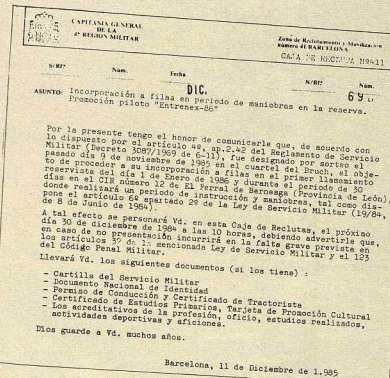 CAPITANIA GENERAL
DE LA
4ª REGION MILITAR
Zona de Reclutamiento y Movilización
número 41 BARCELONA
CAJA DE RECLUTA Nº411
S/Rfª Núm. Fecha N/Rfª Núm.
DIC. 69
ASUNTO: Incorporación a filas en periodo de maniobras en la reserva.
Promoción piloto "Entrenex-86"
Por la presente tengo el honor de comunicarle que, de acuerdo con
lo dispuesto por el artículo 4º, ap.2.42 del Reglamento de Servicio
Militar (Decreto 3087/1969 de 6-11), fue designado por sorteo el
pasado día 9 de noviembre de 1985 en el cuartel del Bruch, al obje-
to de proceder a su incorporación a filas en el primer llamamiento
reservista del día 1 de Enero de 1986 y durante el periodo de 30
días en el CIR número 12 de El Ferral de Bernesga (Provincia de León),
donde realizará un periodo de instrucción y maniobras, tal como dis-
pone el artículo 6º apartado 2º de la Ley de Servicio Militar (19/84,
de 8 de Junio de 1984)
A tal efecto se personará Vd. en esta Caja de Reclutas, el próximo
día 30 de diciembre de 1984 a las 10 horas, debiendo advertirle que,
en caso de no presentación incurrirá en la falta grave prevista en
los artículos 3º de la mencionada Ley de Servicio Militar y el 123
del Código Penal Militar.
Llevará Vd. los siguientes documentos (si los tiene) :
- Cartilla del Servicio Militar
- Documento Nacional de Identidad
- Permiso de Conducción y Certificado de Tractorista
- Certificado de Estudios Primarios, Tarjeta de Promoción Cultural
- Los acreditativos de la profesión, oficio, estudios realizados,
actividades deportivas y aficiones.
Dios guarde a Vd. muchos años.
Barcelona, 11 de Diciembre de 1.985